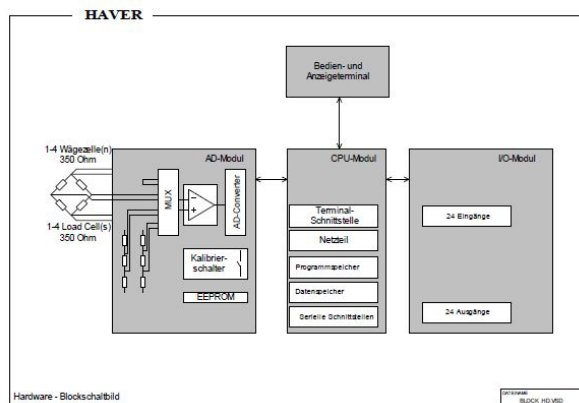 HAVER
Bedien- und
Anzeigeterminal
1-4 Wägezelle(n)
350 Ohm
1-4 Load Cell(s)
350 Ohm
AD-Modul
MUX
AD-Converter
Kalibrier-
schalter
EEPROM
CPU-Modul
Terminal-
Schnittstelle
Netzteil
Programmspeicher
Datenspeicher
Serielle Schnittstellen
I/O-Modul
24 Eingänge
24 Ausgänge
Hardware - Blockschaltbild
DATEINAME
BLOCK_HD.VSD